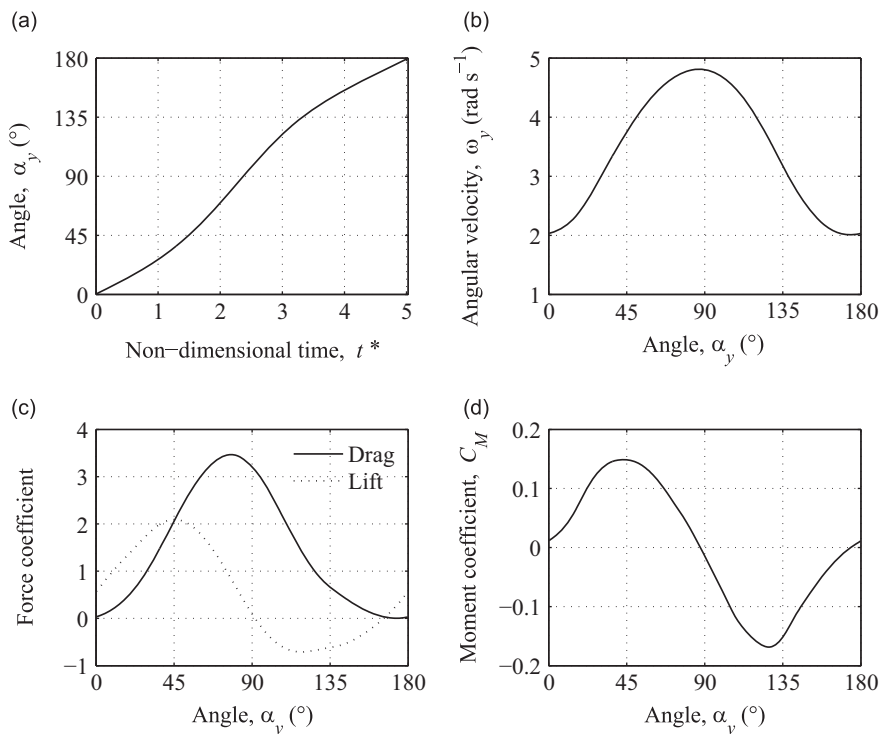 (a)
180
135
90
45
0
Angle, α_y (°)
0 1 2 3 4 5
Non−dimensional time, t *
(b)
5
4
3
2
1
Angular velocity, ω_y (rad s⁻¹)
0 45 90 135 180
Angle, α_y (°)
(c)
4
3
2
1
0
−1
Force coefficient
Drag
Lift
0 45 90 135 180
Angle, α_y (°)
(d)
0.2
0.1
0
−0.1
−0.2
Moment coefficient, C_M
0 45 90 135 180
Angle, α_y (°)